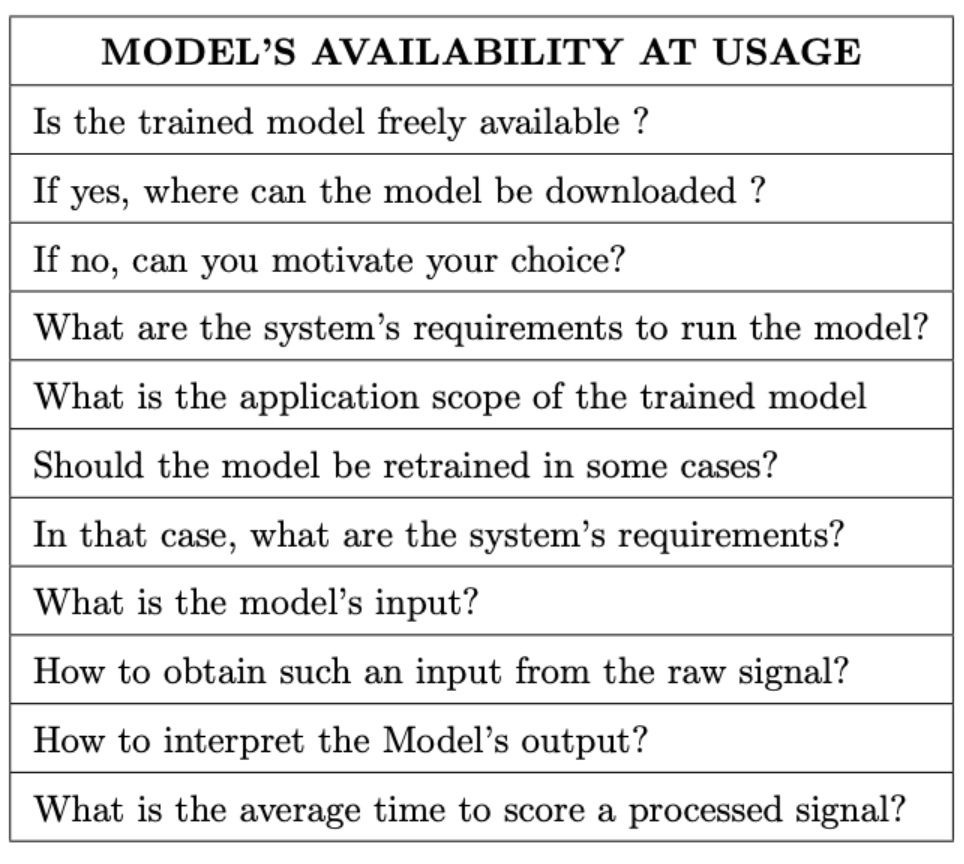 MODEL'S AVAILABILITY AT USAGE
Is the trained model freely available ?
If yes, where can the model be downloaded ?
If no, can you motivate your choice?
What are the system's requirements to run the model?
What is the application scope of the trained model
Should the model be retrained in some cases?
In that case, what are the system's requirements?
What is the model's input?
How to obtain such an input from the raw signal?
How to interpret the Model's output?
What is the average time to score a processed signal?